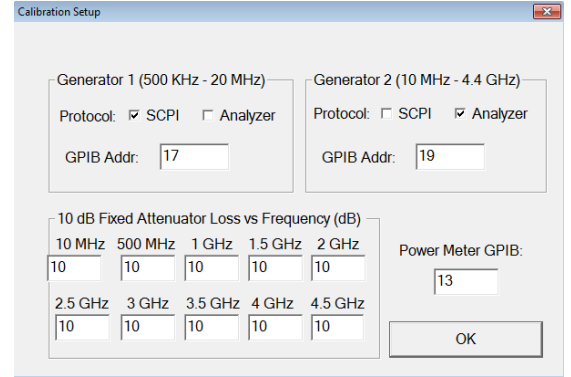 Calibration Setup
Generator 1 (500 KHz - 20 MHz)
Protocol: SCPI Analyzer
GPIB Addr: 17
Generator 2 (10 MHz - 4.4 GHz)
Protocol: SCPI Analyzer
GPIB Addr: 19
10 dB Fixed Attenuator Loss vs Frequency (dB)
10 MHz 500 MHz 1 GHz 1.5 GHz 2 GHz
10 10 10 10 10
2.5 GHz 3 GHz 3.5 GHz 4 GHz 4.5 GHz
10 10 10 10 10
Power Meter GPIB:
13
OK